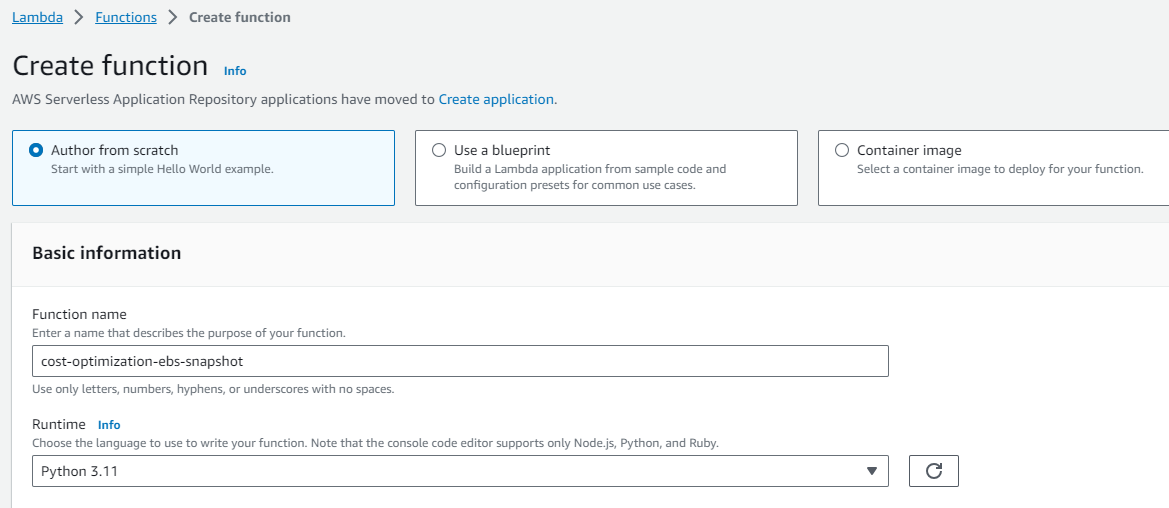 Lambda > Functions > Create function
Create function Info
AWS Serverless Application Repository applications have moved to Create application.
Author from scratch
Start with a simple Hello World example.
Use a blueprint
Build a Lambda application from sample code and
configuration presets for common use cases.
Container image
Select a container image to deploy for your function.
Basic information
Function name
Enter a name that describes the purpose of your function.
cost-optimization-ebs-snapshot
Use only letters, numbers, hyphens, or underscores with no spaces.
Runtime Info
Choose the language to use to write your function. Note that the console code editor supports only Node.js, Python, and Ruby.
Python 3.11